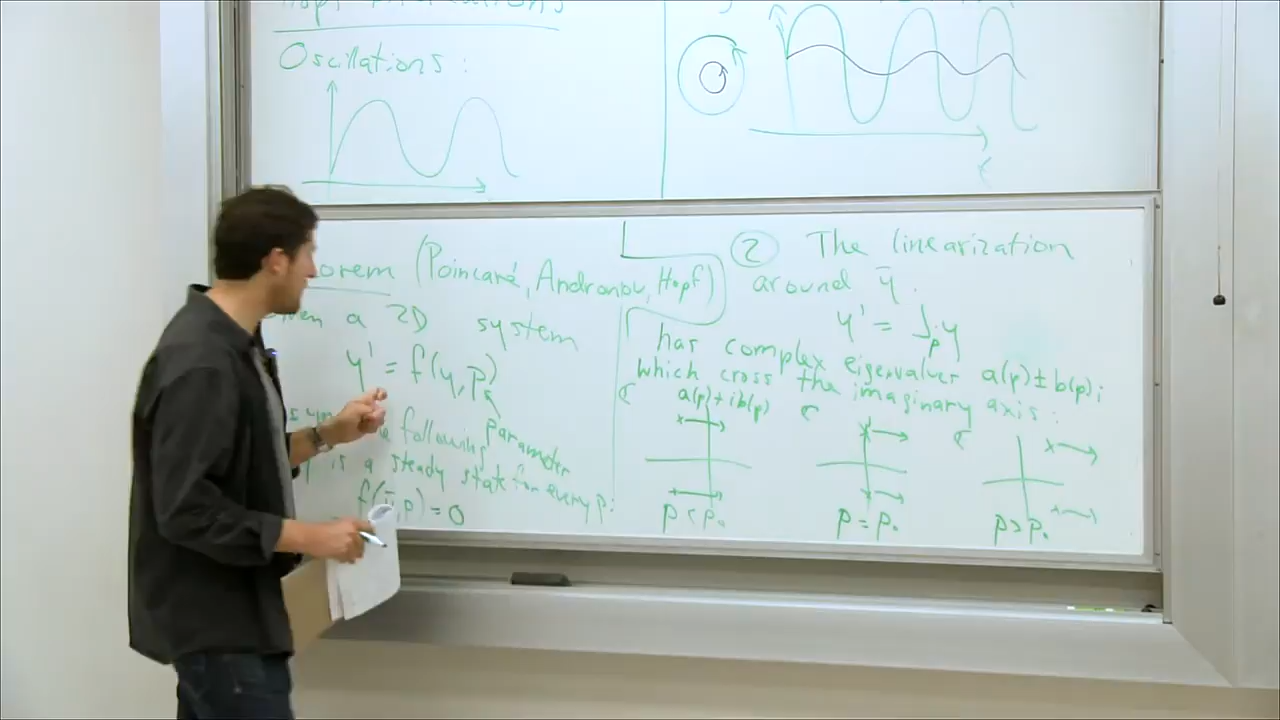 Oscillations:
t
orem (Poincaré, Andronov, Hopf)
a 2D system
y' = f(y, p)
parameter
following
is a steady state for every p:
f(ȳ, p) = 0
② The linearization
around ȳ.
y' = J_p y
has complex eigenvalues a(p) ± b(p)i
which cross the imaginary axis:
ℂ a(p) + ib(p) ℂ ℂ
p < p₀ p = p₀ p > p₀